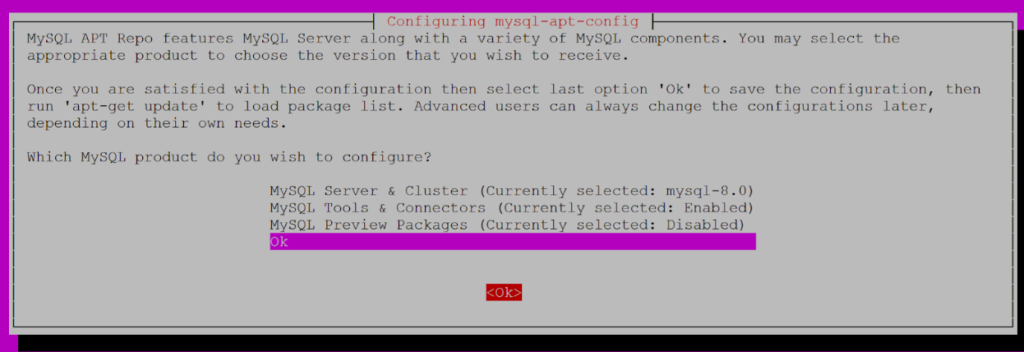 Configuring mysql-apt-config
MySQL APT Repo features MySQL Server along with a variety of MySQL components. You may select the
appropriate product to choose the version that you wish to receive.
Once you are satisfied with the configuration then select last option 'Ok' to save the configuration, then
run 'apt-get update' to load package list. Advanced users can always change the configurations later,
depending on their own needs.
Which MySQL product do you wish to configure?
MySQL Server & Cluster (Currently selected: mysql-8.0)
MySQL Tools & Connectors (Currently selected: Enabled)
MySQL Preview Packages (Currently selected: Disabled)
Ok
<Ok>